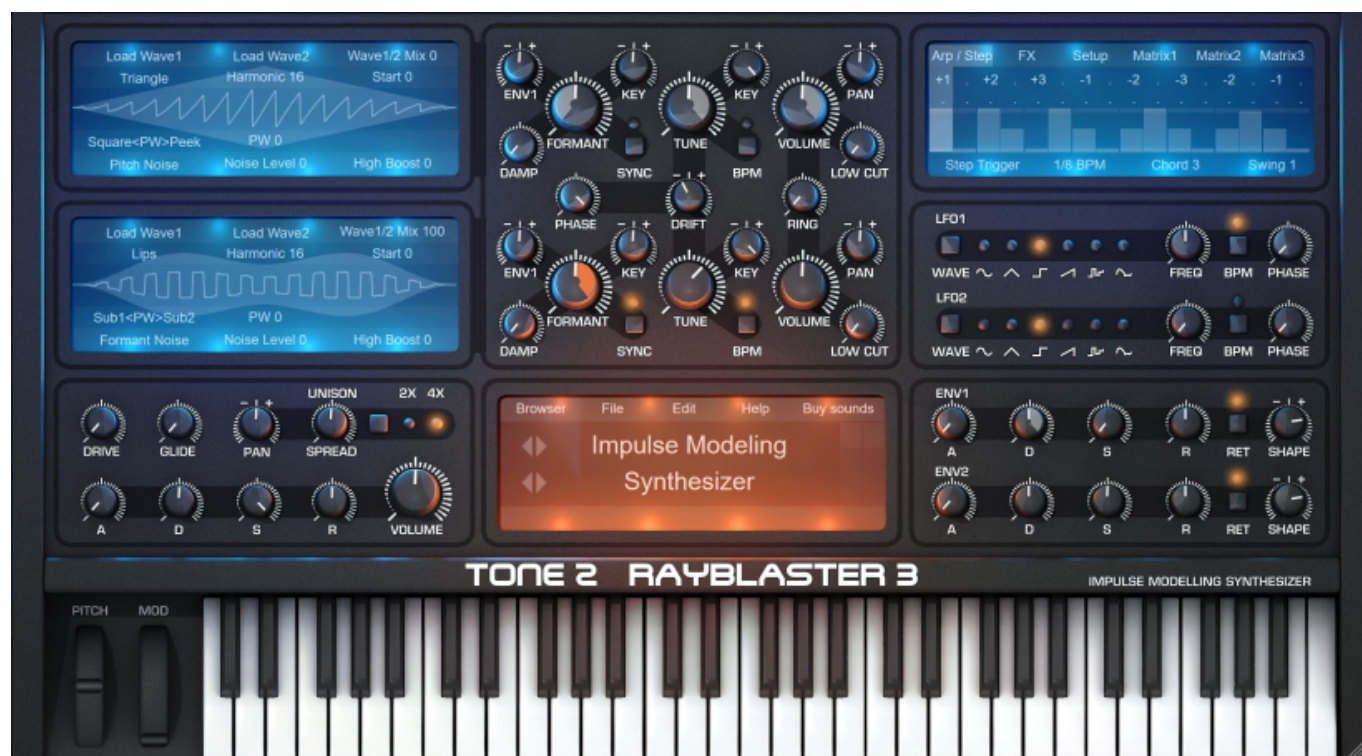 Load Wave1 Load Wave2 Wave1/2 Mix 0
Triangle Harmonic 16 Start 0
Square<PW>Peek PW 0
Pitch Noise Noise Level 0 High Boost 0
Load Wave1 Load Wave2 Wave1/2 Mix 100
Lips Harmonic 16 Start 0
Sub1<PW>Sub2 PW 0
Formant Noise Noise Level 0 High Boost 0
- + - + - + - +
ENV1 KEY KEY PAN
FORMANT TUNE VOLUME
DAMP SYNC BPM LOW CUT
- +
PHASE DRIFT RING
- + - + - + - +
ENV1 KEY KEY PAN
FORMANT TUNE VOLUME
DAMP SYNC BPM LOW CUT
Arp / Step FX Setup Matrix1 Matrix2 Matrix3
+1 +2 +3 -1 -2 -3 -2 -1
Step Trigger 1/8 BPM Chord 3 Swing 1
LFO1
WAVE FREQ BPM PHASE
LFO2
WAVE FREQ BPM PHASE
UNISON 2X 4X
- +
DRIVE GLIDE PAN SPREAD
A D S R VOLUME
Browser File Edit Help Buy sounds
Impulse Modeling
Synthesizer
ENV1
- +
A D S R RET SHAPE
ENV2
- +
A D S R RET SHAPE
TONE 2 RAYBLASTER 3
IMPULSE MODELLING SYNTHESIZER
PITCH MOD